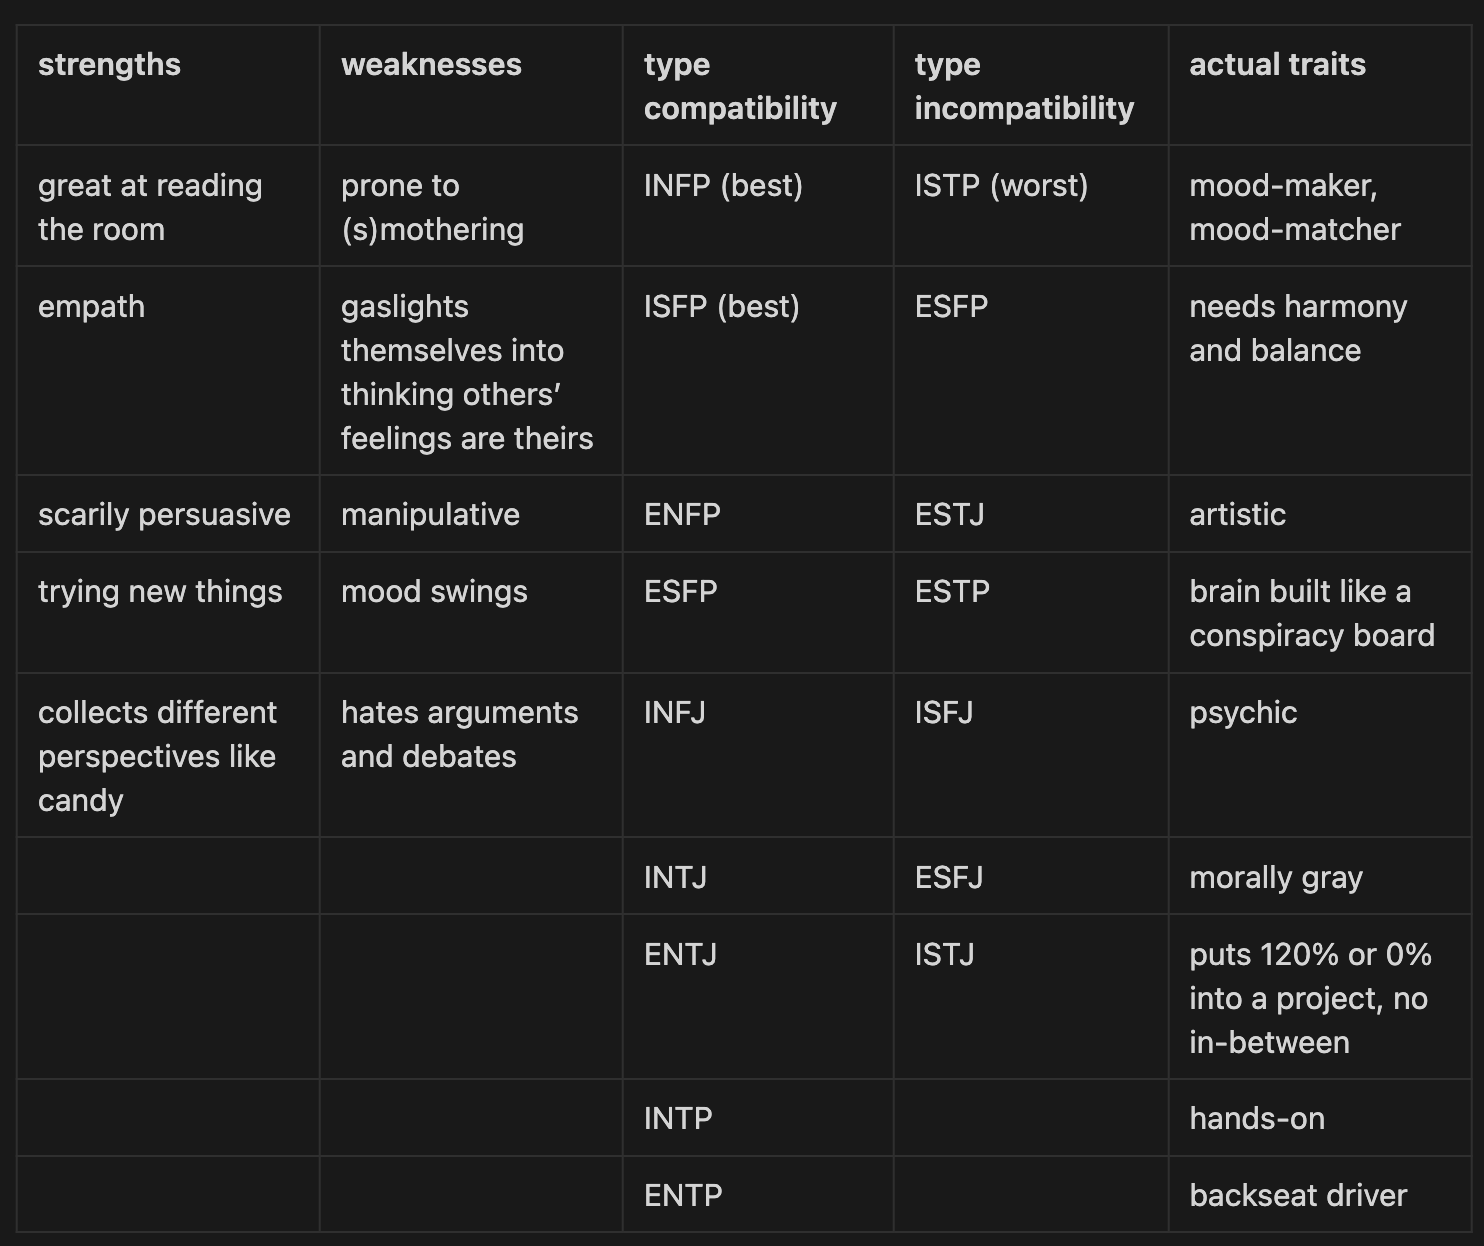 strengths
weaknesses
type
compatibility
type
incompatibility
actual traits
great at reading
the room
prone to
(s)mothering
INFP (best)
ISTP (worst)
mood-maker,
mood-matcher
empath
gaslights
themselves into
thinking others’
feelings are theirs
ISFP (best)
ESFP
needs harmony
and balance
scarily persuasive
manipulative
ENFP
ESTJ
artistic
trying new things
mood swings
ESFP
ESTP
brain built like a
conspiracy board
collects different
perspectives like
candy
hates arguments
and debates
INFJ
ISFJ
psychic
INTJ
ESFJ
morally gray
ENTJ
ISTJ
puts 120% or 0%
into a project, no
in-between
INTP
hands-on
ENTP
backseat driver